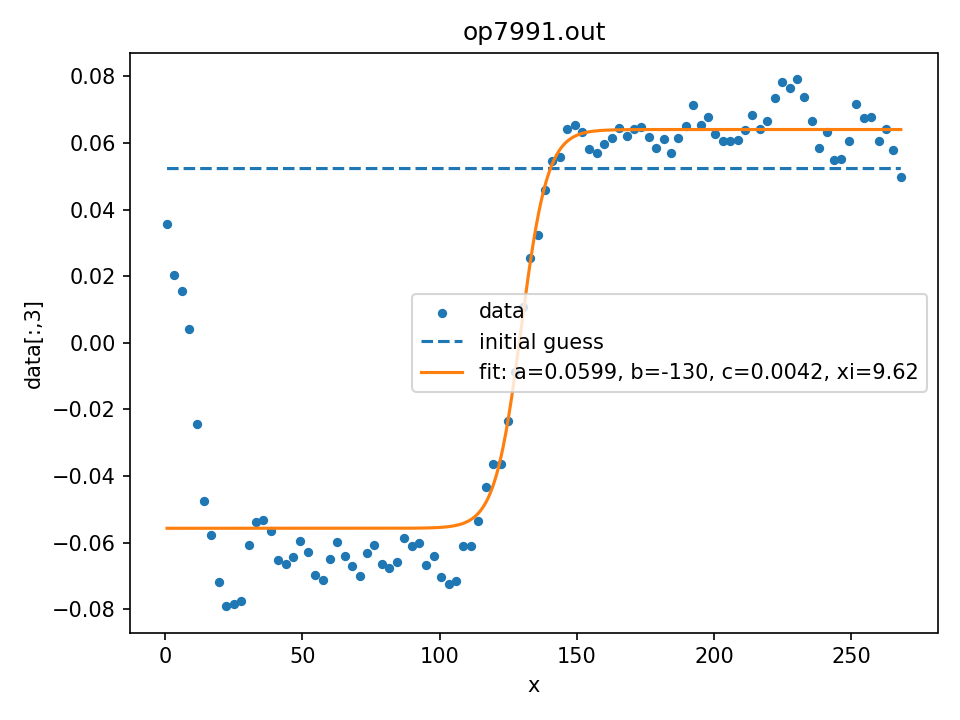 op7991.out
0.08
0.06
0.04
0.02
0.00
−0.02
−0.04
−0.06
−0.08
data[:,3]
data
initial guess
fit: a=0.0599, b=-130, c=0.0042, xi=9.62
0
50
100
150
200
250
x